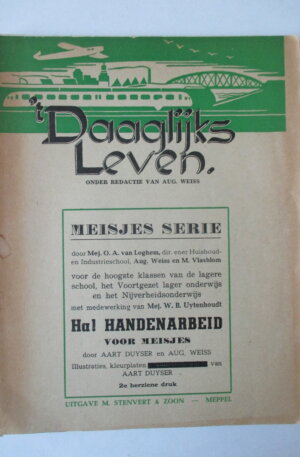 't Daaglijks
Leven.
ONDER REDACTIE VAN AUG. WEISS
MEISJES SERIE
door Mej. O. A. van Leghem, dir. ener Huishoud-
en Industrieschool, Aug. Weiss en M. Vlasblom
voor de hoogste klassen van de lagere
school, het Voortgezet lager onderwijs
en het Nijverheidsonderwijs
met medewerking van Mej. W. B. Uytenhoudt
Ha! HANDENARBEID
VOOR MEISJES
door AART DUYSER en AUG. WEISS
Illustraties, kleurplaten van
AART DUYSER
2e herziene druk
UITGAVE M. STENVERT & ZOON — MEPPEL